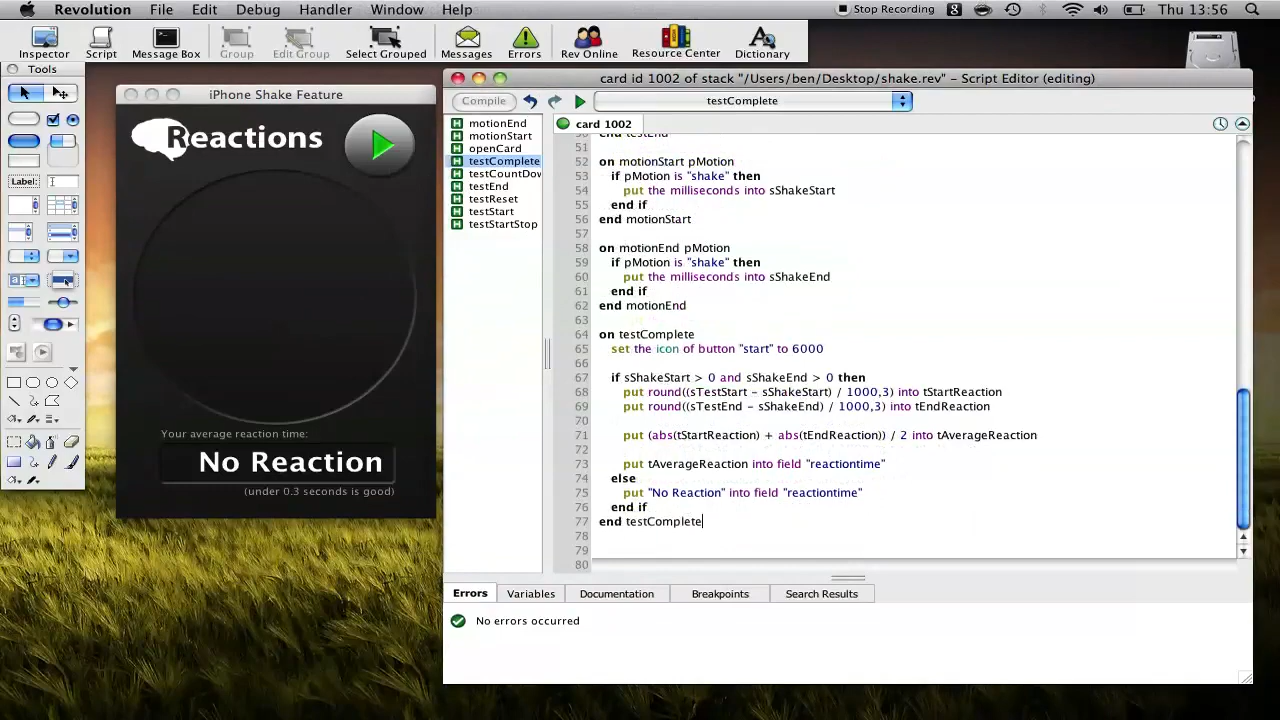 Revolution File Edit Debug Handler Window Help Stop Recording Thu 13:56
Inspector Script Message Box Group Edit Group Select Grouped Messages Errors Rev Online Resource Center Dictionary
Tools
Label:
iPhone Shake Feature
Reactions
Your average reaction time:
No Reaction
(under 0.3 seconds is good)
card id 1002 of stack "/Users/ben/Desktop/shake.rev" - Script Editor (editing)
Compile
testComplete
motionEnd
motionStart
openCard
testComplete
testCountDov
testEnd
testReset
testStart
testStartStop
card 1002
50 end testEnd
51
52 on motionStart pMotion
53 if pMotion is "shake" then
54 put the milliseconds into sShakeStart
55 end if
56 end motionStart
57
58 on motionEnd pMotion
59 if pMotion is "shake" then
60 put the milliseconds into sShakeEnd
61 end if
62 end motionEnd
63
64 on testComplete
65 set the icon of button "start" to 6000
66
67 if sShakeStart > 0 and sShakeEnd > 0 then
68 put round((sTestStart - sShakeStart) / 1000,3) into tStartReaction
69 put round((sTestEnd - sShakeEnd) / 1000,3) into tEndReaction
70
71 put (abs(tStartReaction) + abs(tEndReaction)) / 2 into tAverageReaction
72
73 put tAverageReaction into field "reactiontime"
74 else
75 put "No Reaction" into field "reactiontime"
76 end if
77 end testComplete
78
79
80
Errors Variables Documentation Breakpoints Search Results
No errors occurred